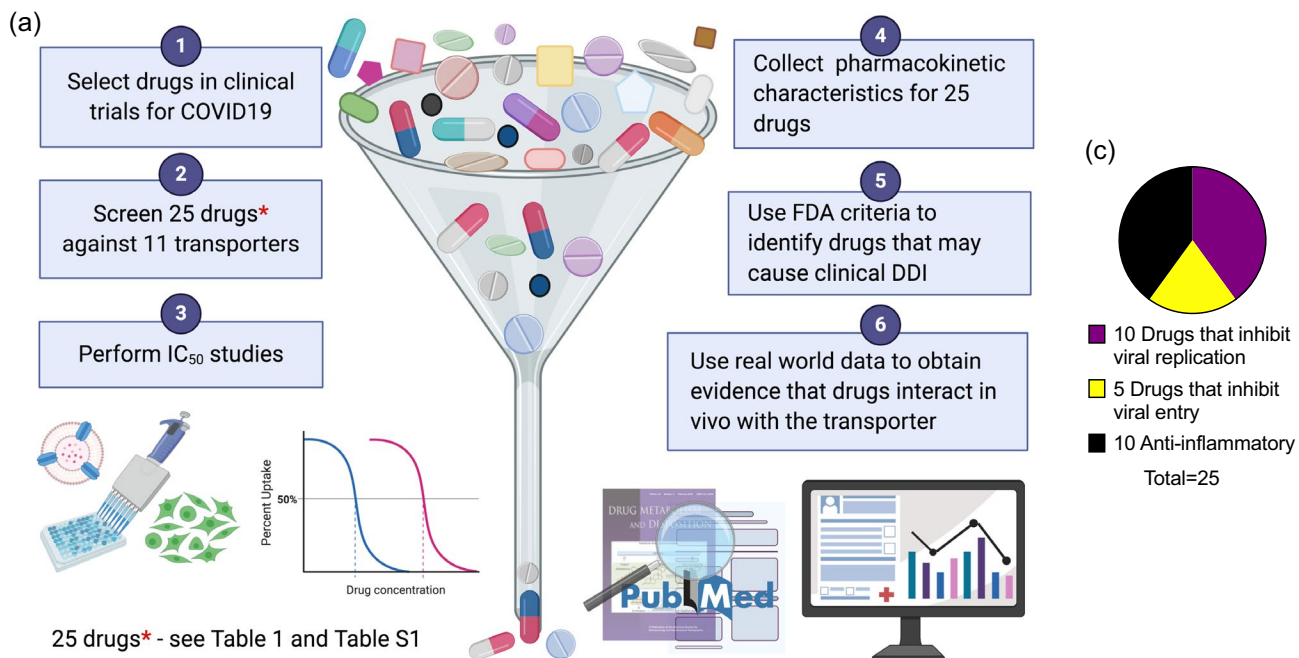 (a)
1
Select drugs in clinical
trials for COVID19
2
Screen 25 drugs*
against 11 transporters
3
Perform IC₅₀ studies
Percent Uptake
50%
Drug concentration
25 drugs* - see Table 1 and Table S1
4
Collect pharmacokinetic
characteristics for 25
drugs
5
Use FDA criteria to
identify drugs that may
cause clinical DDI
6
Use real world data to obtain
evidence that drugs interact in
vivo with the transporter
DRUG METABOLISM
AND DISPOSITION
PubMed
(c)
10 Drugs that inhibit
viral replication
5 Drugs that inhibit
viral entry
10 Anti-inflammatory
Total=25